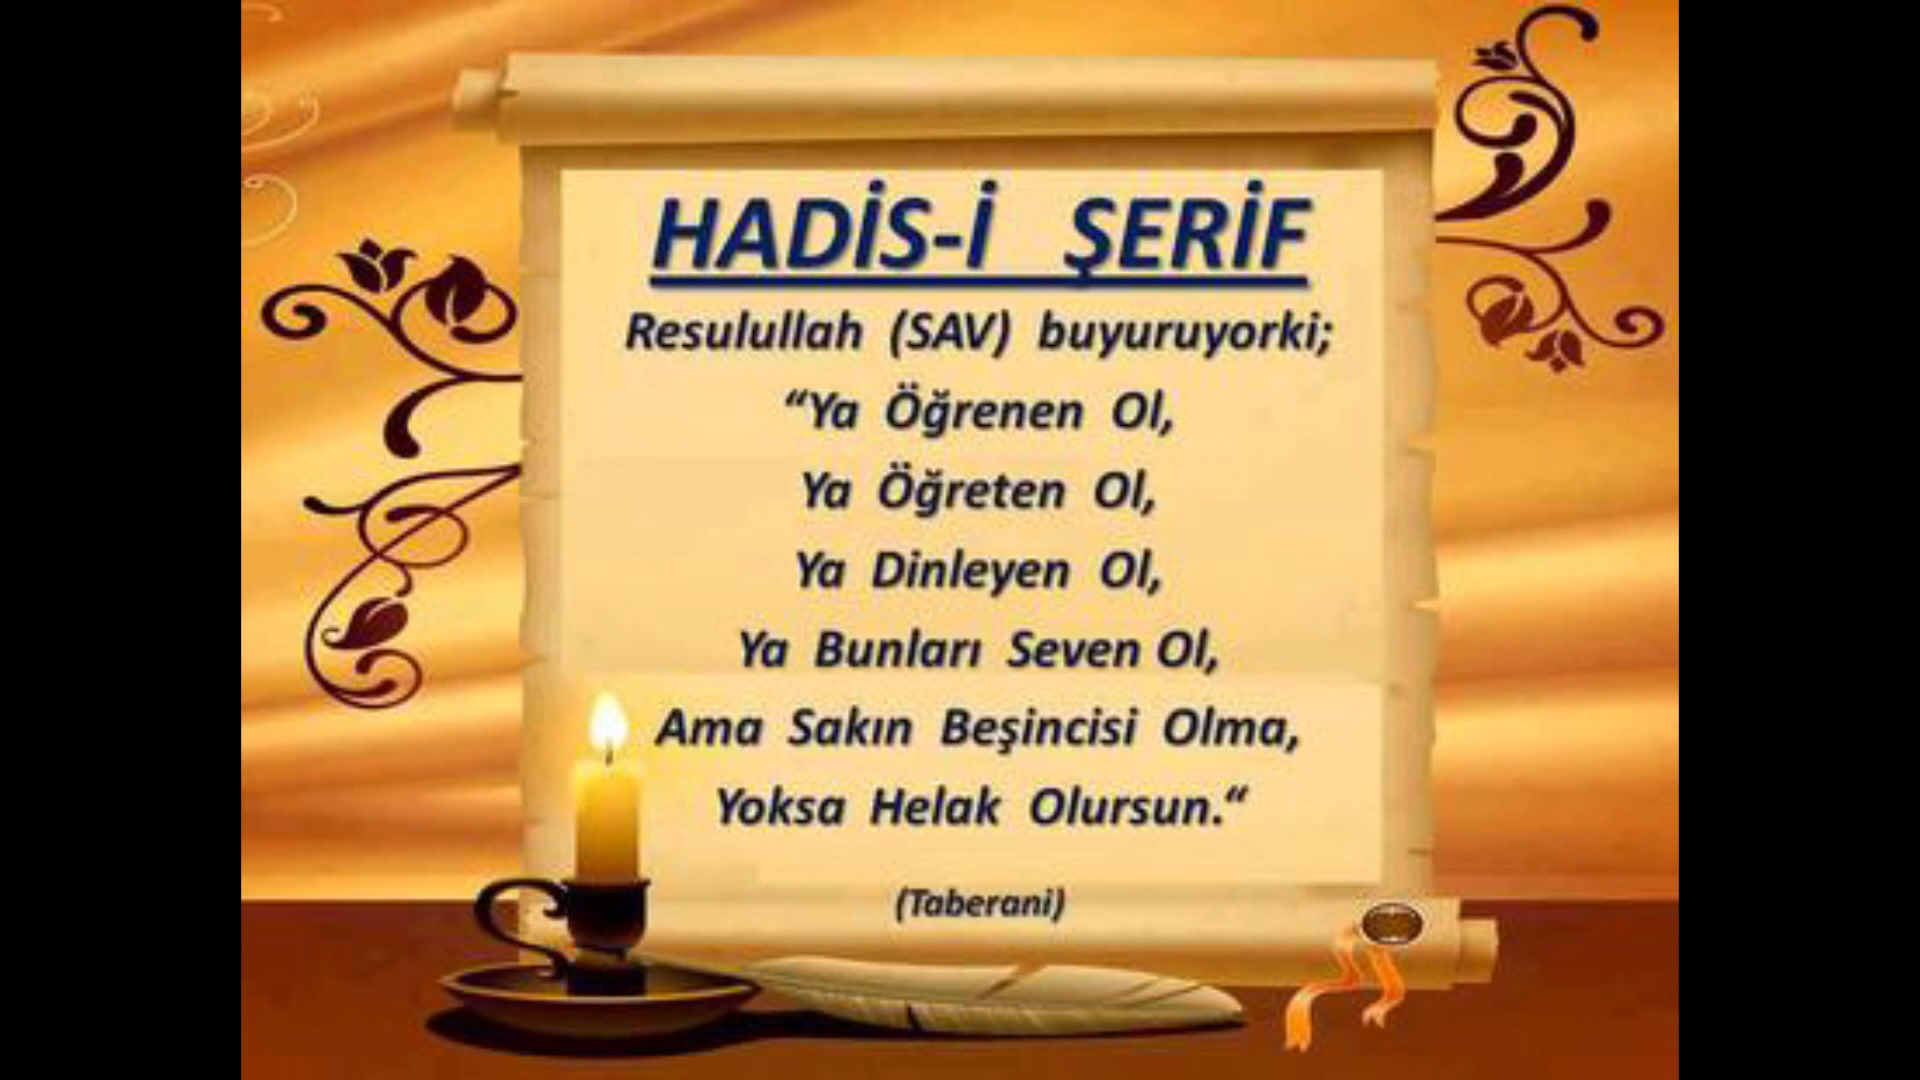 HADİS-İ ŞERİF
Resulullah (SAV) buyuruyorki;
“Ya Öğrenen Ol,
Ya Öğreten Ol,
Ya Dinleyen Ol,
Ya Bunları Seven Ol,
Ama Sakın Beşincisi Olma,
Yoksa Helak Olursun.“
(Taberani)